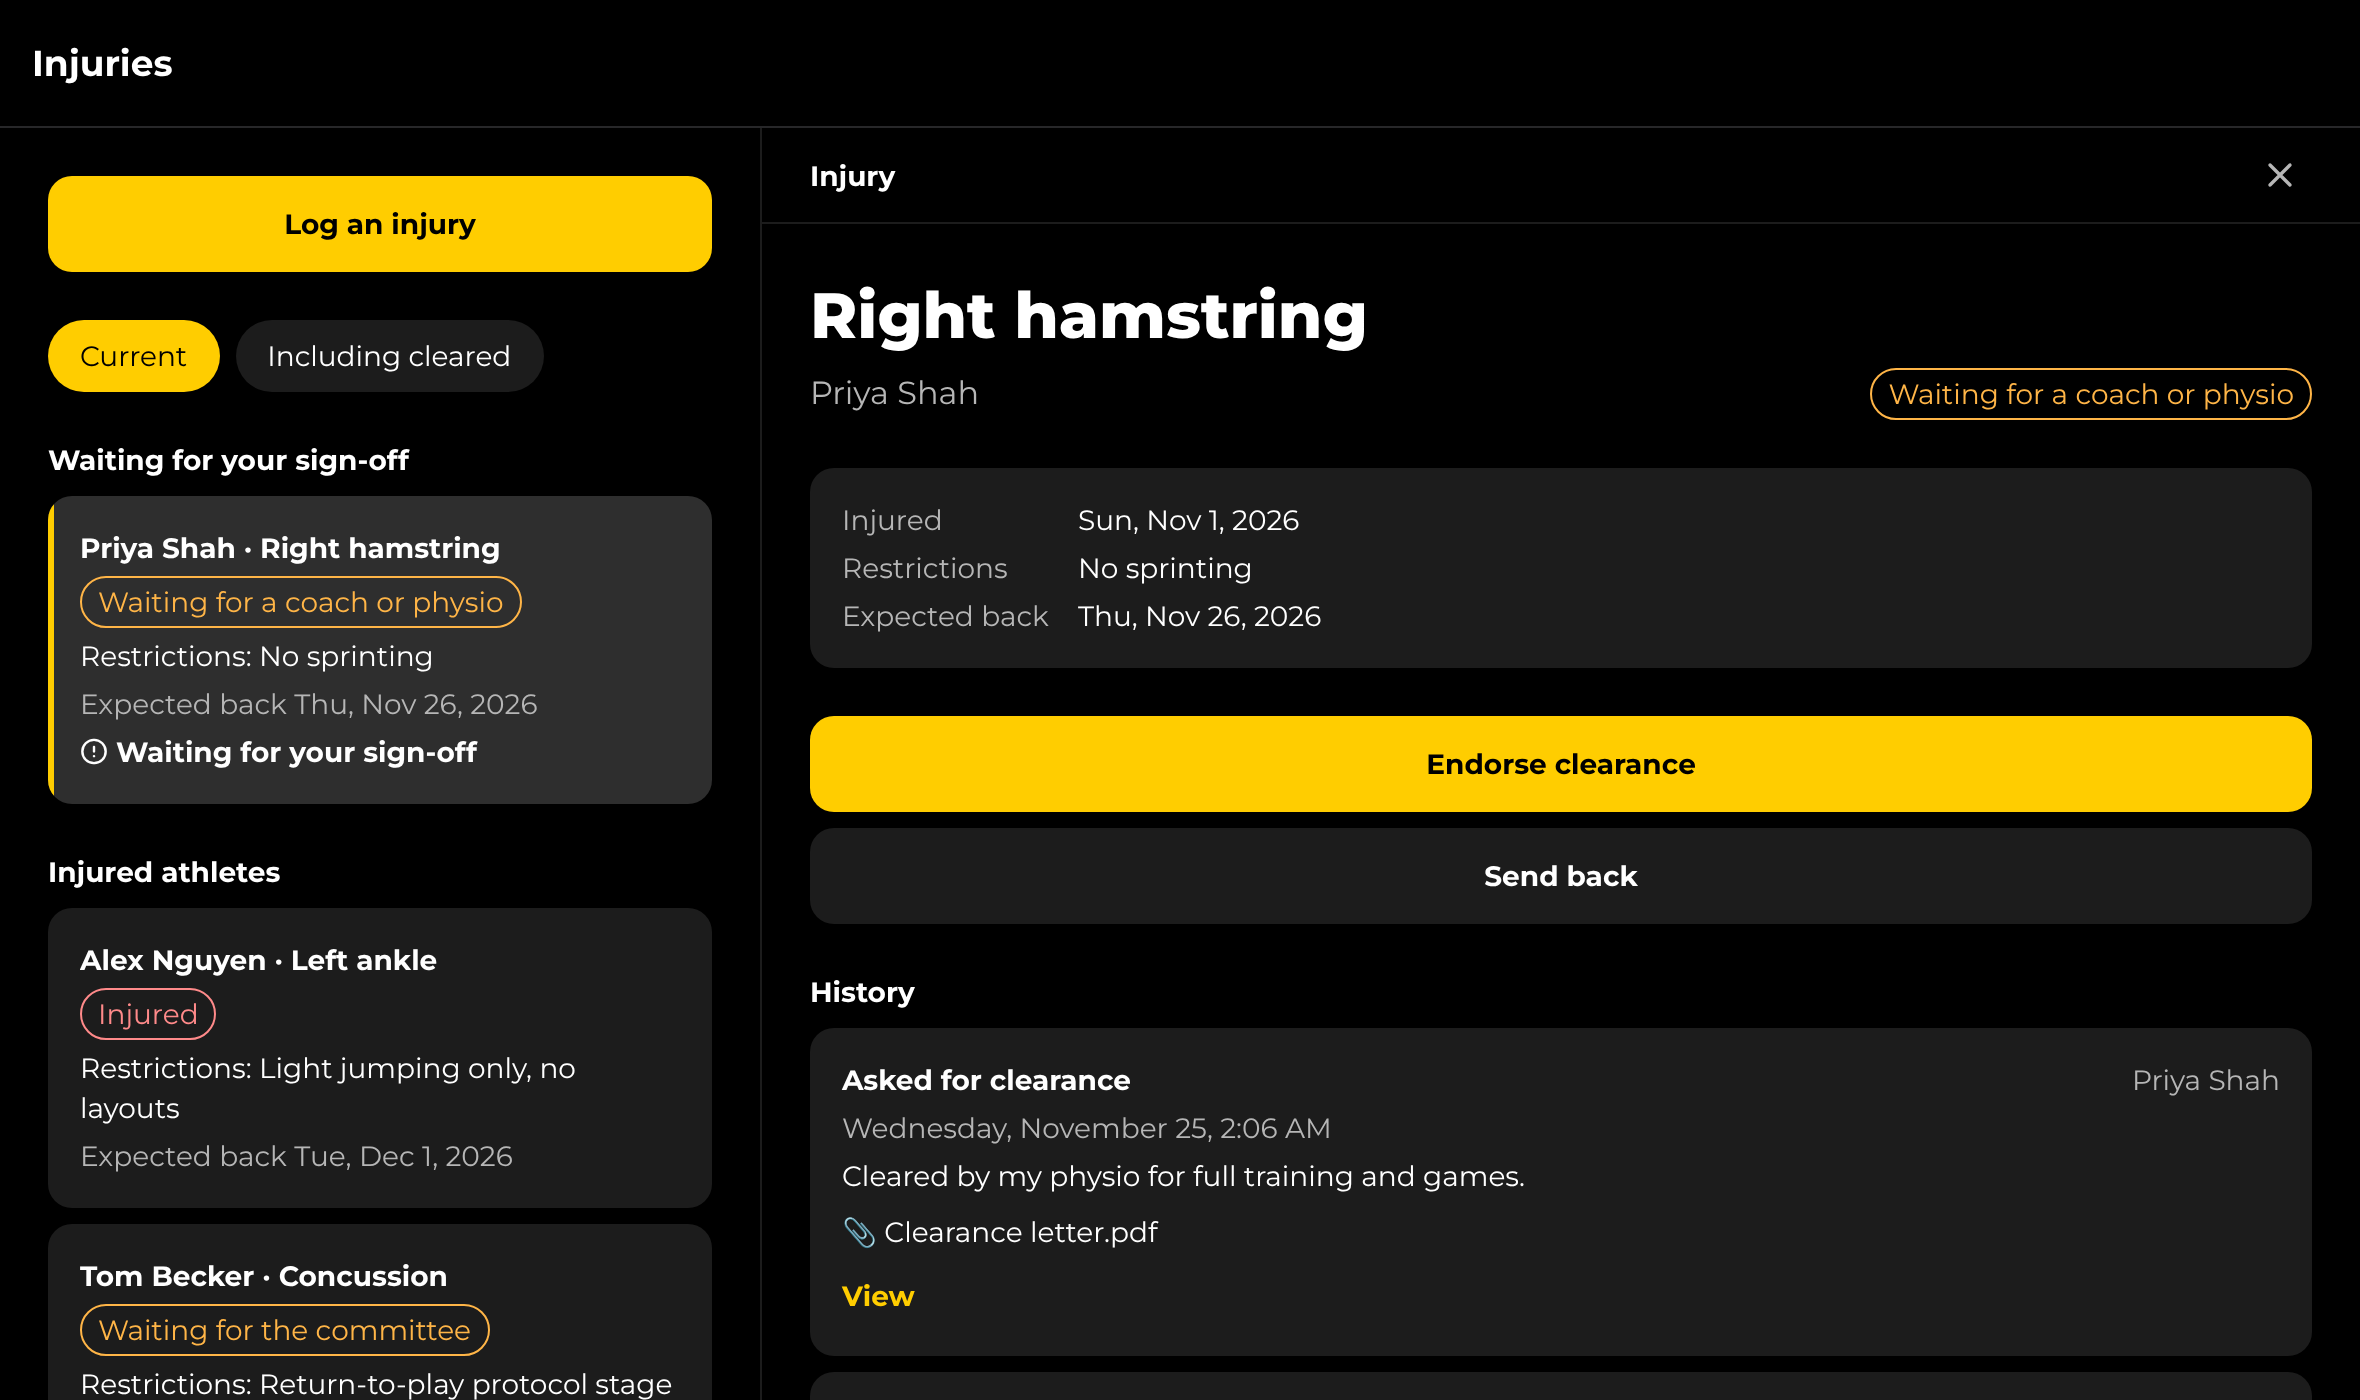 Injuries
Log an injury
Current
Including cleared
Waiting for your sign-off
Priya Shah · Right hamstring
Waiting for a coach or physio
Restrictions: No sprinting
Expected back Thu, Nov 26, 2026
Waiting for your sign-off
Injured athletes
Alex Nguyen · Left ankle
Injured
Restrictions: Light jumping only, no
layouts
Expected back Tue, Dec 1, 2026
Tom Becker · Concussion
Waiting for the committee
Restrictions: Return-to-play protocol stage
Injury
Right hamstring
Priya Shah
Waiting for a coach or physio
Injured Sun, Nov 1, 2026
Restrictions No sprinting
Expected back Thu, Nov 26, 2026
Endorse clearance
Send back
History
Asked for clearance Priya Shah
Wednesday, November 25, 2:06 AM
Cleared by my physio for full training and games.
Clearance letter.pdf
View